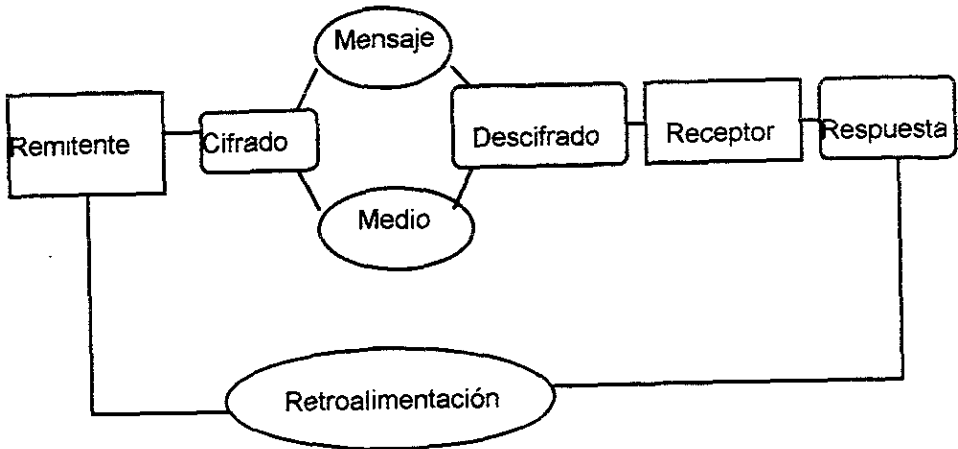 Mensaje
Remitente
Cifrado
Descifrado
Receptor
Respuesta
Medio
Retroalimentación